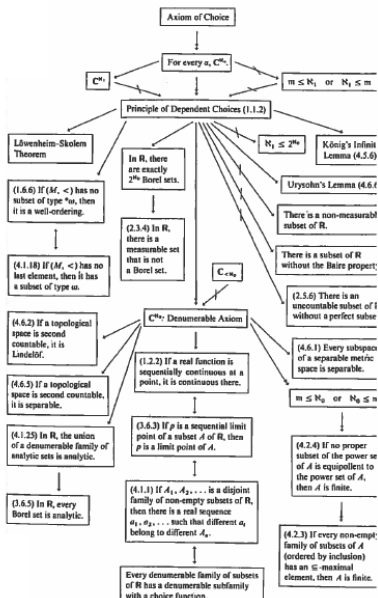 Axiom of Choice
For every α, C^ℵα.
C^ℵ₁
m ≤ ℵ₁ or ℵ₁ ≤ m
Principle of Dependent Choices (1.1.2)
Löwenheim-Skolem
Theorem
In R, there
are exactly
2^ℵ₀ Borel sets.
ℵ₁ ≤ 2^ℵ₀
König's Infinit
Lemma (4.5.6)
(1.6.6) If (M, <) has no
subset of type *ω, then
it is a well-ordering.
Urysohn's Lemma (4.6.6
(2.3.4) In R,
there is a
measurable set
that is not
a Borel set.
There is a non-measurabl
subset of R.
There is a subset of R
without the Baire property
(4.1.18) If (M, <) has no
last element, then it has
a subset of type ω.
C<ℵ₀
(2.5.6) There is an
uncountable subset of R
without a perfect subse
C^ℵ₀: Denumerable Axiom
(4.6.2) If a topological
space is second
countable, it is
Lindelöf.
(1.2.2) If a real function is
sequentially continuous at a
point, it is continuous there.
(4.6.1) Every subspac
of a separable metric
space is separable.
(4.6.5) If a topological
space is second countable,
it is separable.
(3.6.3) If p is a sequential limit
point of a subset A of R, then
p is a limit point of A.
m ≤ ℵ₀ or ℵ₀ ≤ m
(4.1.25) In R, the union
of a denumerable family of
analytic sets is analytic.
(4.2.4) If no proper
subset of the power se
of A is equipollent to
the power set of A,
then A is finite.
(4.1.1) If A₁, A₂, . . . is a disjoint
family of non-empty subsets of R,
then there is a real sequence
a₁, a₂, . . . such that different aᵢ
belong to different Aₙ.
(3.6.5) In R, every
Borel set is analytic.
(4.2.3) If every non-empty
family of subsets of A
(ordered by inclusion)
has an ⊆-maximal
element, then A is finite.
Every denumerable family of subsets
of R has a denumerable subfamily
with a choice function.